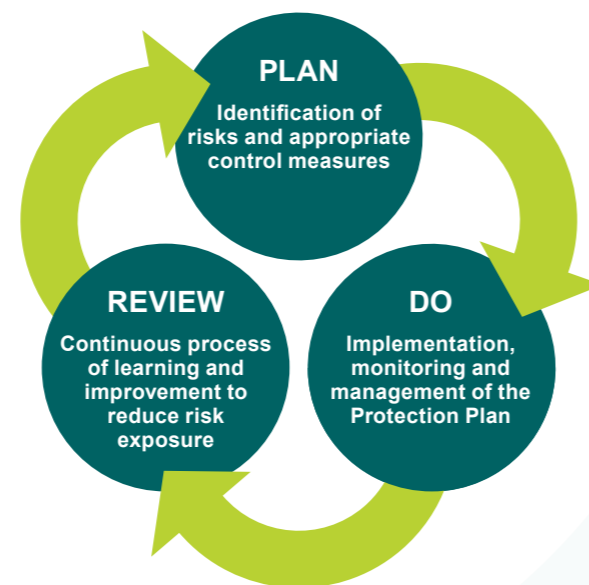 PLAN
Identification of
risks and appropriate
control measures
REVIEW
Continuous process
of learning and
improvement to
reduce risk
exposure
DO
Implementation,
monitoring and
management of the
Protection Plan